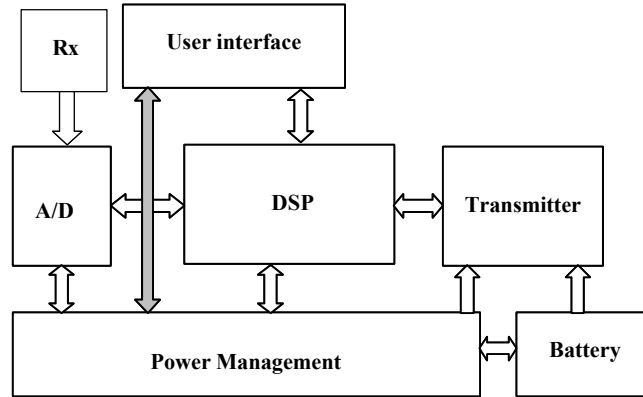 Rx
User interface
A/D
DSP
Transmitter
Power Management
Battery